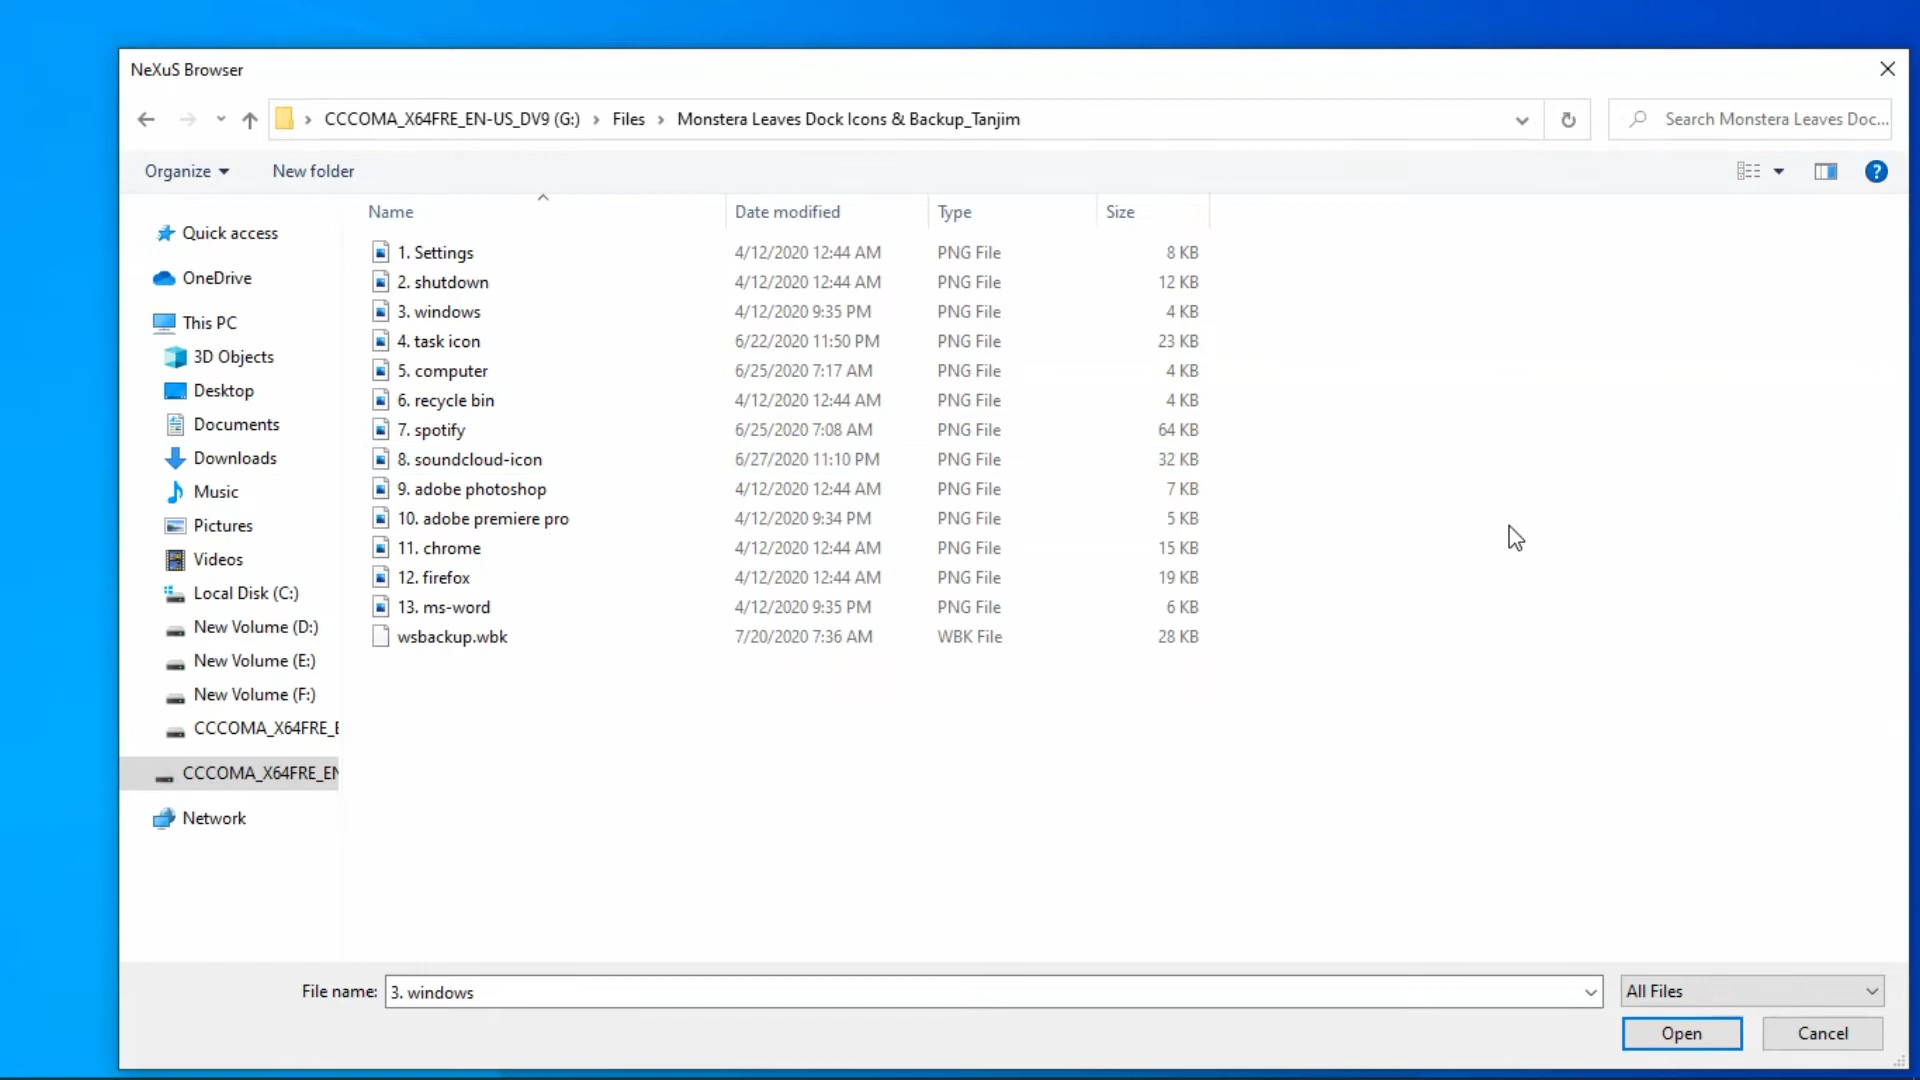 NeXuS Browser
CCCOMA_X64FRE_EN-US_DV9 (G:) › Files › Monstera Leaves Dock Icons & Backup_Tanjim
Search Monstera Leaves Doc...
Organize
New folder
?
Name Date modified Type Size
Quick access
OneDrive
This PC
3D Objects
Desktop
Documents
Downloads
Music
Pictures
Videos
Local Disk (C:)
New Volume (D:)
New Volume (E:)
New Volume (F:)
CCCOMA_X64FRE_E
CCCOMA_X64FRE_EN
Network
1. Settings 4/12/2020 12:44 AM PNG File 8 KB
2. shutdown 4/12/2020 12:44 AM PNG File 12 KB
3. windows 4/12/2020 9:35 PM PNG File 4 KB
4. task icon 6/22/2020 11:50 PM PNG File 23 KB
5. computer 6/25/2020 7:17 AM PNG File 4 KB
6. recycle bin 4/12/2020 12:44 AM PNG File 4 KB
7. spotify 6/25/2020 7:08 AM PNG File 64 KB
8. soundcloud-icon 6/27/2020 11:10 PM PNG File 32 KB
9. adobe photoshop 4/12/2020 12:44 AM PNG File 7 KB
10. adobe premiere pro 4/12/2020 9:34 PM PNG File 5 KB
11. chrome 4/12/2020 12:44 AM PNG File 15 KB
12. firefox 4/12/2020 12:44 AM PNG File 19 KB
13. ms-word 4/12/2020 9:35 PM PNG File 6 KB
wsbackup.wbk 7/20/2020 7:36 AM WBK File 28 KB
File name: 3. windows
All Files
Open
Cancel